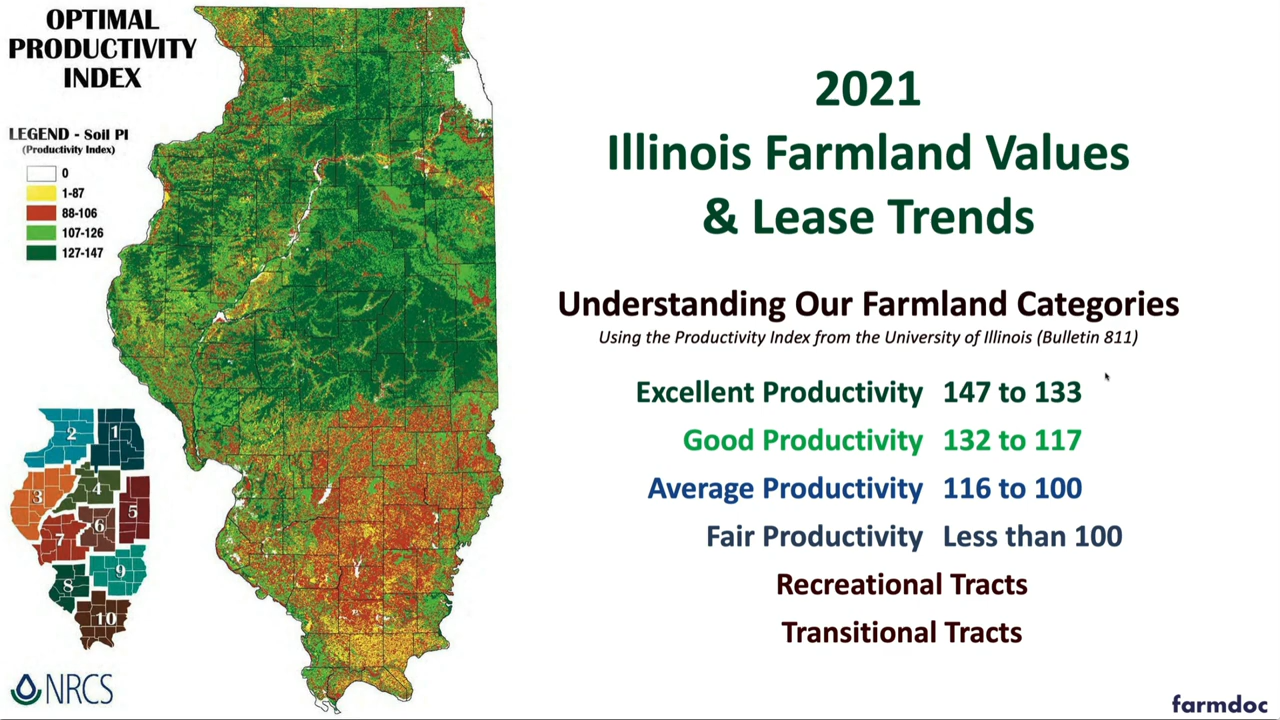 OPTIMAL
PRODUCTIVITY
INDEX
LEGEND - Soil PI
(Productivity Index)
0
1-87
88-106
107-126
127-147
2
1
3
4
5
6
7
8
9
10
NRCS
2021
Illinois Farmland Values
& Lease Trends
Understanding Our Farmland Categories
Using the Productivity Index from the University of Illinois (Bulletin 811)
Excellent Productivity 147 to 133
Good Productivity 132 to 117
Average Productivity 116 to 100
Fair Productivity Less than 100
Recreational Tracts
Transitional Tracts
farmdoc